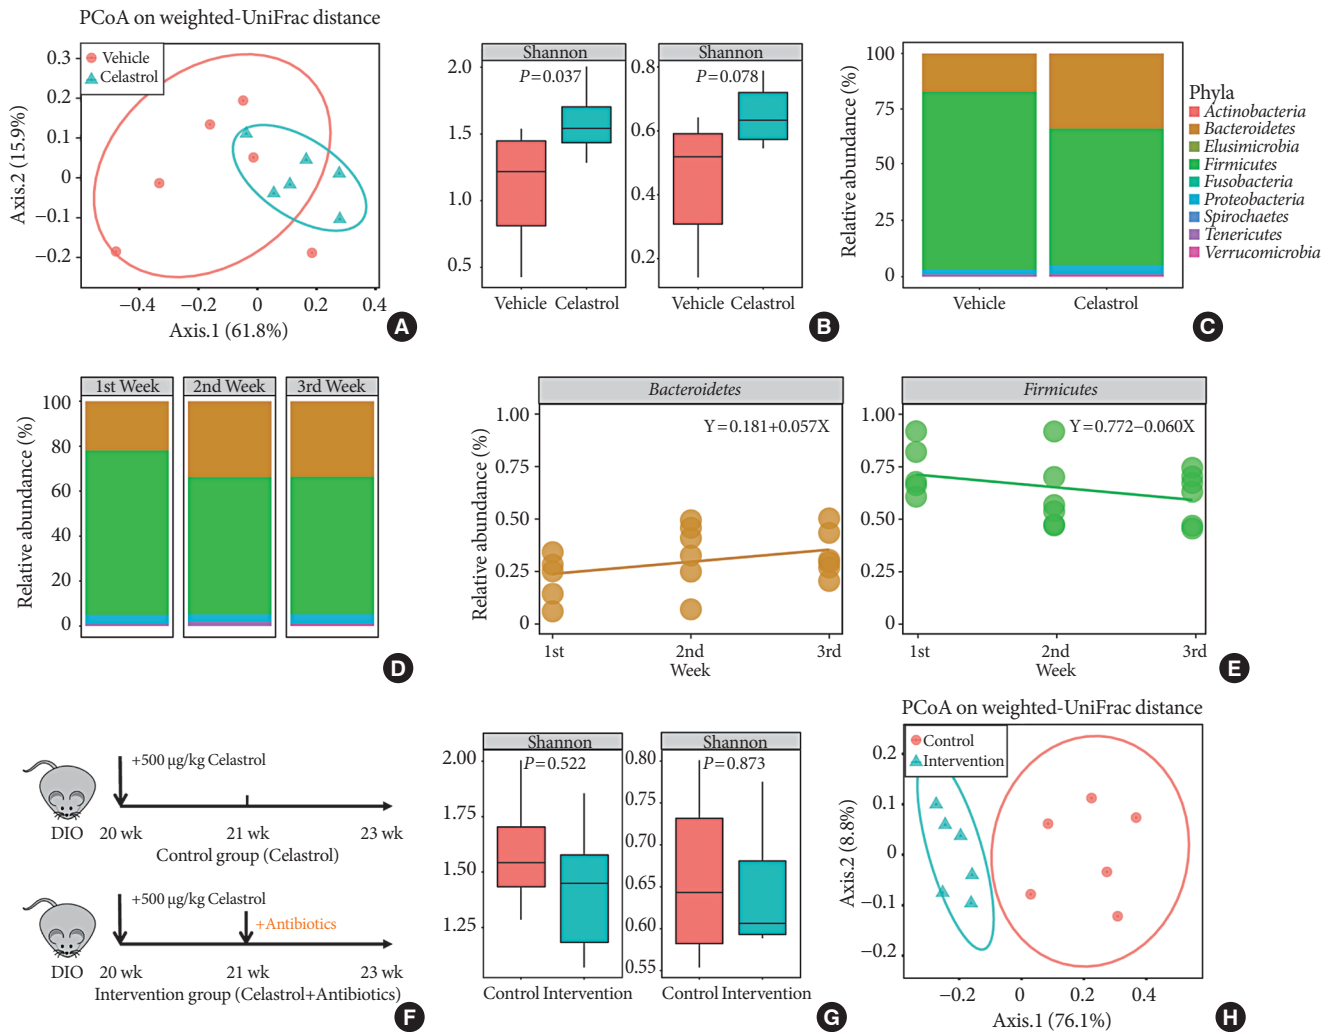 PCoA on weighted-UniFrac distance
Vehicle
Celastrol
0.3
0.2
0.1
0
−0.1
−0.2
Axis.2 (15.9%)
−0.4 −0.2 0 0.2 0.4
Axis.1 (61.8%)
A
Shannon
P=0.037
2.0
1.5
1.0
0.5
Vehicle Celastrol
Shannon
P=0.078
0.8
0.6
0.4
0.2
Vehicle Celastrol
B
100
75
50
25
0
Relative abundance (%)
Vehicle Celastrol
Phyla
Actinobacteria
Bacteroidetes
Elusimicrobia
Firmicutes
Fusobacteria
Proteobacteria
Spirochaetes
Tenericutes
Verrucomicrobia
C
1st Week 2nd Week 3rd Week
100
80
60
40
20
0
Relative abundance (%)
D
Bacteroidetes
Y=0.181+0.057X
1.00
0.75
0.50
0.25
0
Relative abundance (%)
1st 2nd 3rd
Week
Firmicutes
Y=0.772−0.060X
1.00
0.75
0.50
0.25
0
1st 2nd 3rd
Week
E
+500 μg/kg Celastrol
DIO
20 wk 21 wk 23 wk
Control group (Celastrol)
+500 μg/kg Celastrol
+Antibiotics
DIO
20 wk 21 wk 23 wk
Intervention group (Celastrol+Antibiotics)
F
Shannon
P=0.522
2.00
1.75
1.50
1.25
Control Intervention
Shannon
P=0.873
0.80
0.75
0.70
0.65
0.60
0.55
Control Intervention
G
PCoA on weighted-UniFrac distance
Control
Intervention
0.2
0.1
0
−0.1
−0.2
Axis.2 (8.8%)
−0.2 0 0.2 0.4
Axis.1 (76.1%)
H